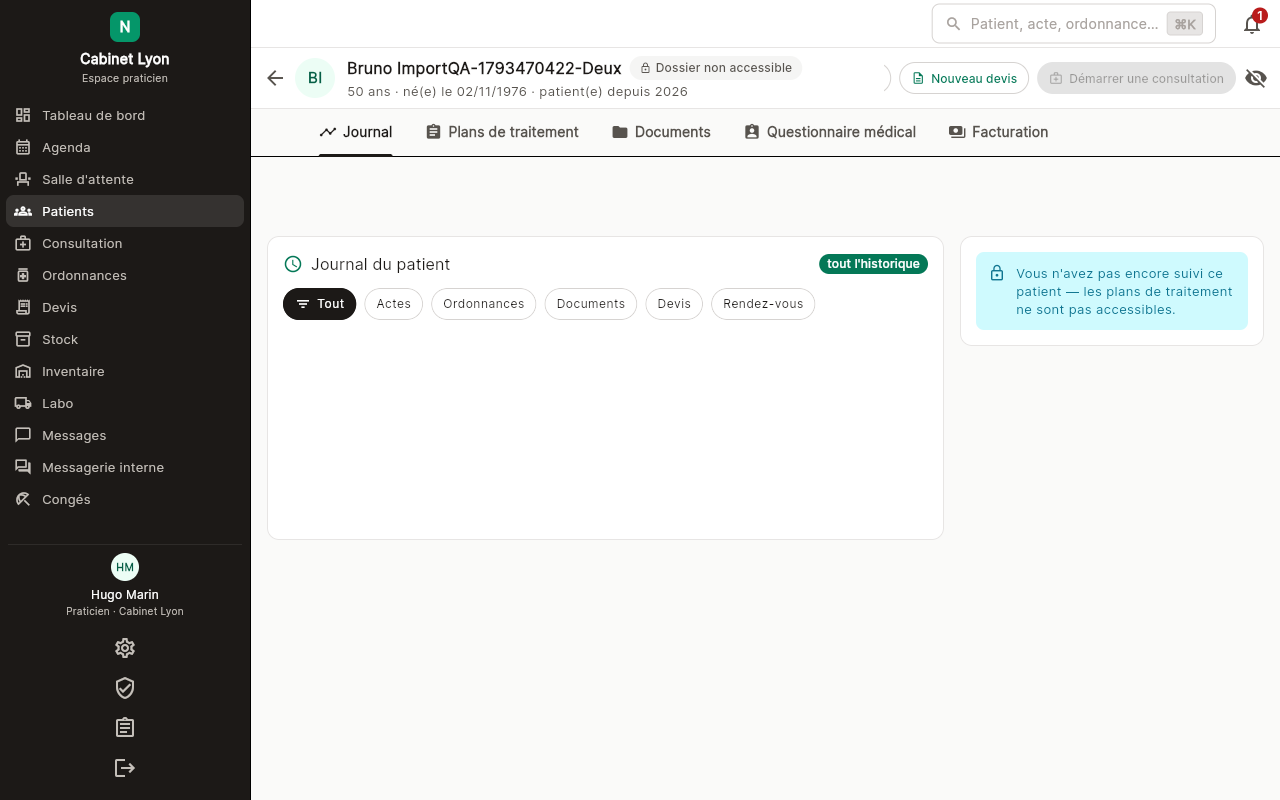 N
Cabinet Lyon
Espace praticien
Tableau de bord
Agenda
Salle d'attente
Patients
Consultation
Ordonnances
Devis
Stock
Inventaire
Labo
Messages
Messagerie interne
Congés
HM
Hugo Marin
Praticien · Cabinet Lyon
Patient, acte, ordonnance... ⌘K
1
BI
Bruno ImportQA-1793470422-Deux
Dossier non accessible
50 ans · né(e) le 02/11/1976 · patient(e) depuis 2026
Nouveau devis
Démarrer une consultation
Journal
Plans de traitement
Documents
Questionnaire médical
Facturation
Journal du patient
tout l'historique
Tout
Actes
Ordonnances
Documents
Devis
Rendez-vous
Vous n'avez pas encore suivi ce
patient — les plans de traitement
ne sont pas accessibles.